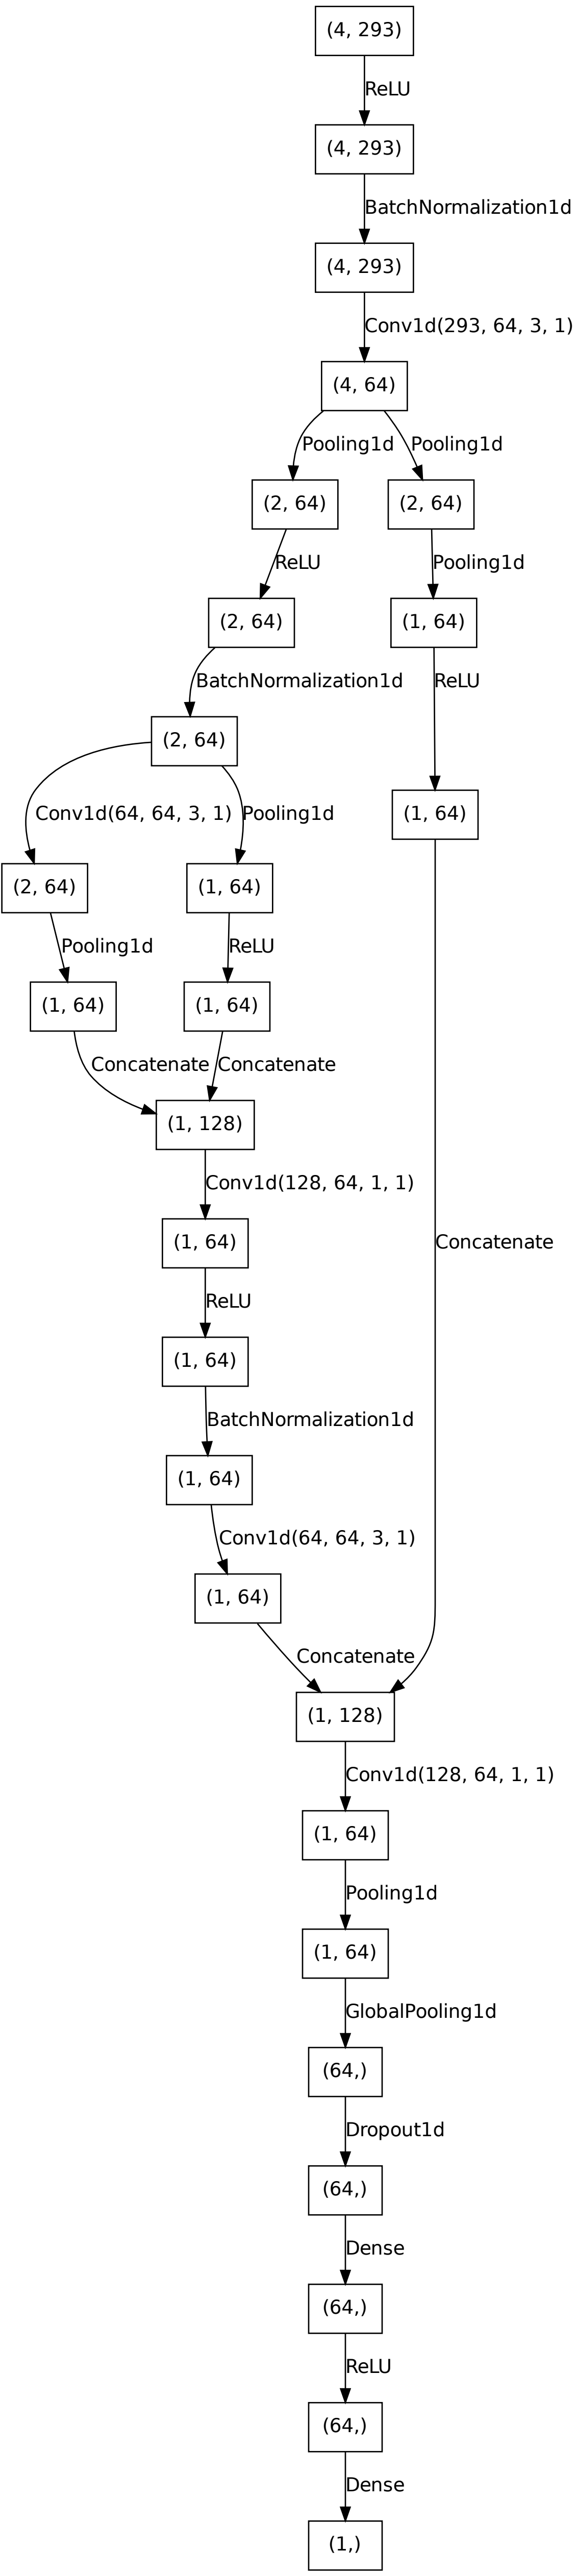 (4, 293)
ReLU
(4, 293)
BatchNormalization1d
(4, 293)
Conv1d(293, 64, 3, 1)
(4, 64)
Pooling1d Pooling1d
(2, 64) (2, 64)
ReLU Pooling1d
(2, 64) (1, 64)
BatchNormalization1d ReLU
(2, 64)
Conv1d(64, 64, 3, 1) Pooling1d (1, 64)
(2, 64) (1, 64)
Pooling1d ReLU
(1, 64) (1, 64)
Concatenate Concatenate
(1, 128)
Conv1d(128, 64, 1, 1)
(1, 64) Concatenate
ReLU
(1, 64)
BatchNormalization1d
(1, 64)
Conv1d(64, 64, 3, 1)
(1, 64)
Concatenate
(1, 128)
Conv1d(128, 64, 1, 1)
(1, 64)
Pooling1d
(1, 64)
GlobalPooling1d
(64,)
Dropout1d
(64,)
Dense
(64,)
ReLU
(64,)
Dense
(1,)